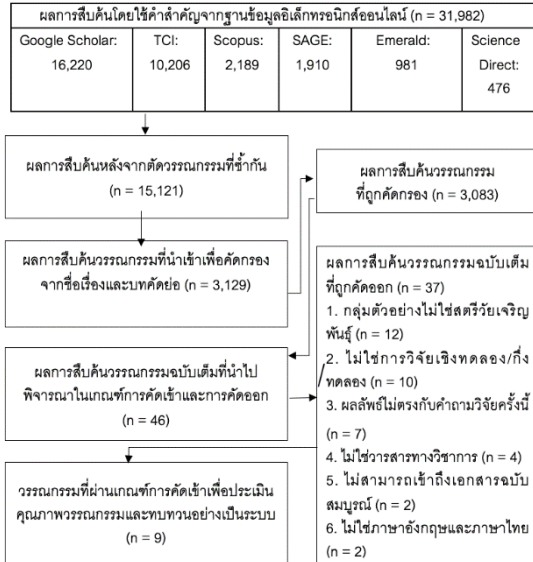 ผลการสืบค้นโดยใช้คำสำคัญจากฐานข้อมูลอิเล็กทรอนิกส์ออนไลน์ (n = 31,982)
Google Scholar:
16,220
TCI:
10,206
Scopus:
2,189
SAGE:
1,910
Emerald:
981
Science
Direct:
476
ผลการสืบค้นหลังจากตัดวรรณกรรมที่ซ้ำกัน
(n = 15,121)
ผลการสืบค้นวรรณกรรม
ที่ถูกคัดกรอง (n = 3,083)
ผลการสืบค้นวรรณกรรมที่นำเข้าเพื่อคัดกรอง
จากชื่อเรื่องและบทคัดย่อ (n = 3,129)
ผลการสืบค้นวรรณกรรมฉบับเต็ม
ที่ถูกคัดออก (n = 37)
1. กลุ่มตัวอย่างไม่ใช่สตรีวัยเจริญ
พันธุ์ (n = 12)
2. ไม่ใช่การวิจัยเชิงทดลอง/กึ่ง
ทดลอง (n = 10)
3. ผลลัพธ์ไม่ตรงกับคำถามวิจัยครั้งนี้
(n = 7)
4. ไม่ใช่วารสารทางวิชาการ (n = 4)
5. ไม่สามารถเข้าถึงเอกสารฉบับ
สมบูรณ์ (n = 2)
6. ไม่ใช่ภาษาอังกฤษและภาษาไทย
(n = 2)
ผลการสืบค้นวรรณกรรมฉบับเต็มที่นำไป
พิจารณาในเกณฑ์การคัดเข้าและการคัดออก
(n = 46)
วรรณกรรมที่ผ่านเกณฑ์การคัดเข้าเพื่อประเมิน
คุณภาพวรรณกรรมและทบทวนอย่างเป็นระบบ
(n = 9)